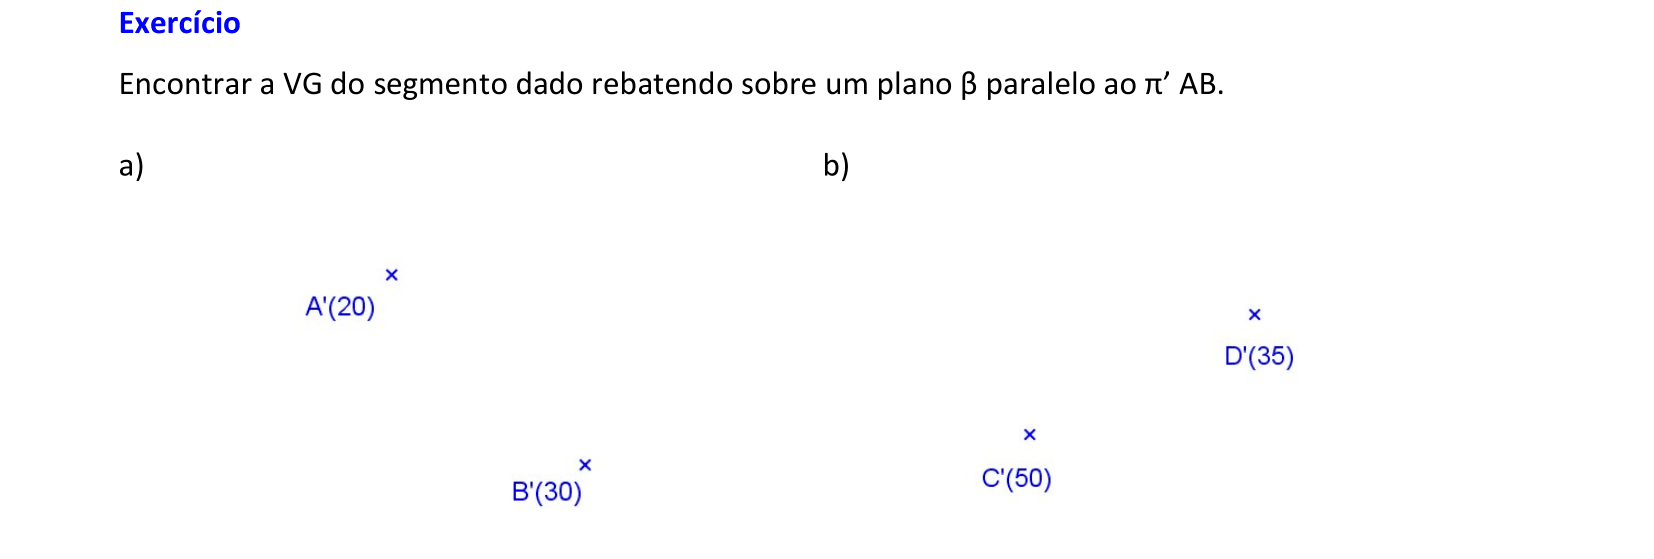 Exercício
Encontrar a VG do segmento dado rebatendo sobre um plano β paralelo ao π’ AB.
a) b)
A'(20)
D'(35)
C'(50)
B'(30)